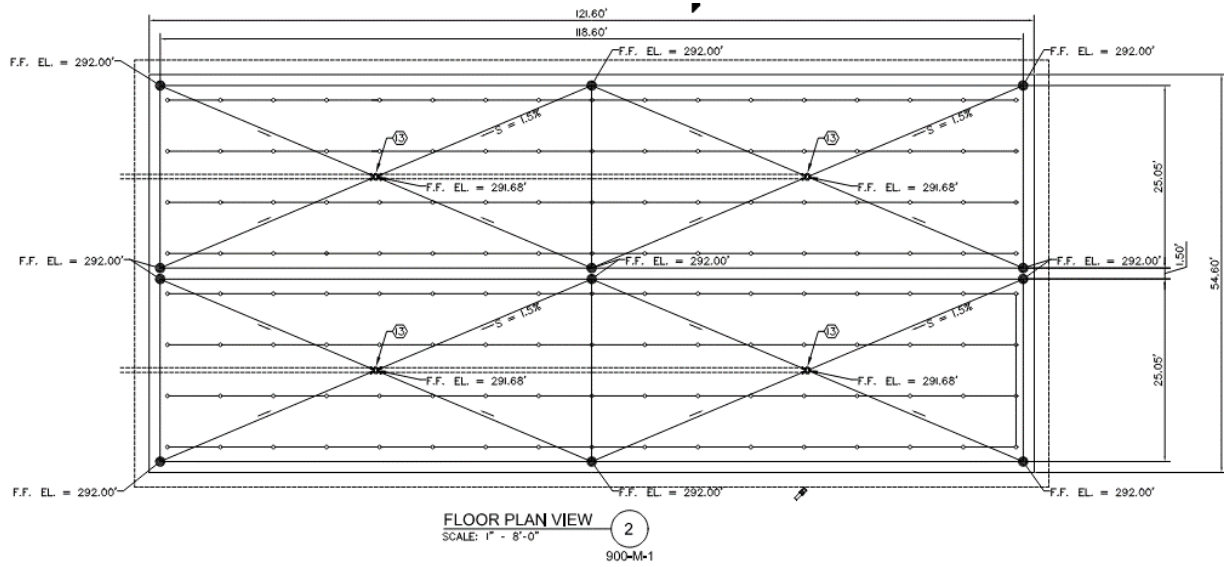 121.60'
118.60'
F.F. EL. = 292.00'
F.F. EL. = 292.00'
F.F. EL. = 292.00'
S = 1.5%
S = 1.5%
13
13
F.F. EL. = 291.68'
F.F. EL. = 291.68'
25.05'
F.F. EL. = 292.00'
F.F. EL. = 292.00'
F.F. EL. = 292.00'
1.50'
54.60'
S = 1.5%
S = 1.5%
13
13
F.F. EL. = 291.68'
F.F. EL. = 291.68'
25.05'
F.F. EL. = 292.00'
F.F. EL. = 292.00'
F.F. EL. = 292.00'
FLOOR PLAN VIEW 2
SCALE: 1" - 8'-0"
900-M-1